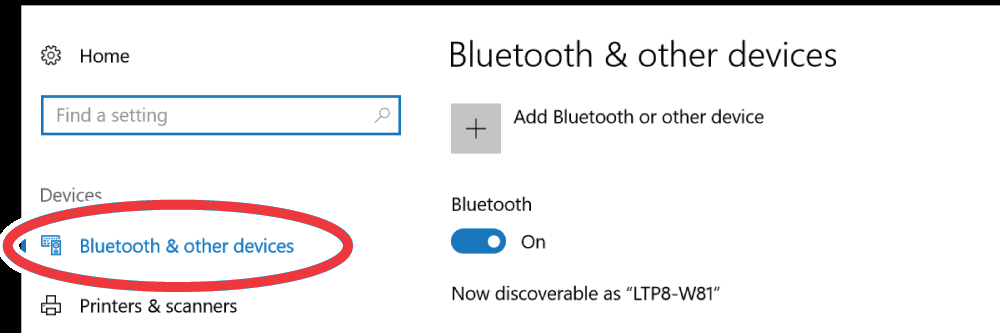 Home
Find a setting
Devices
Bluetooth & other devices
Printers & scanners
Bluetooth & other devices
Add Bluetooth or other device
Bluetooth
On
Now discoverable as “LTP8-W81”